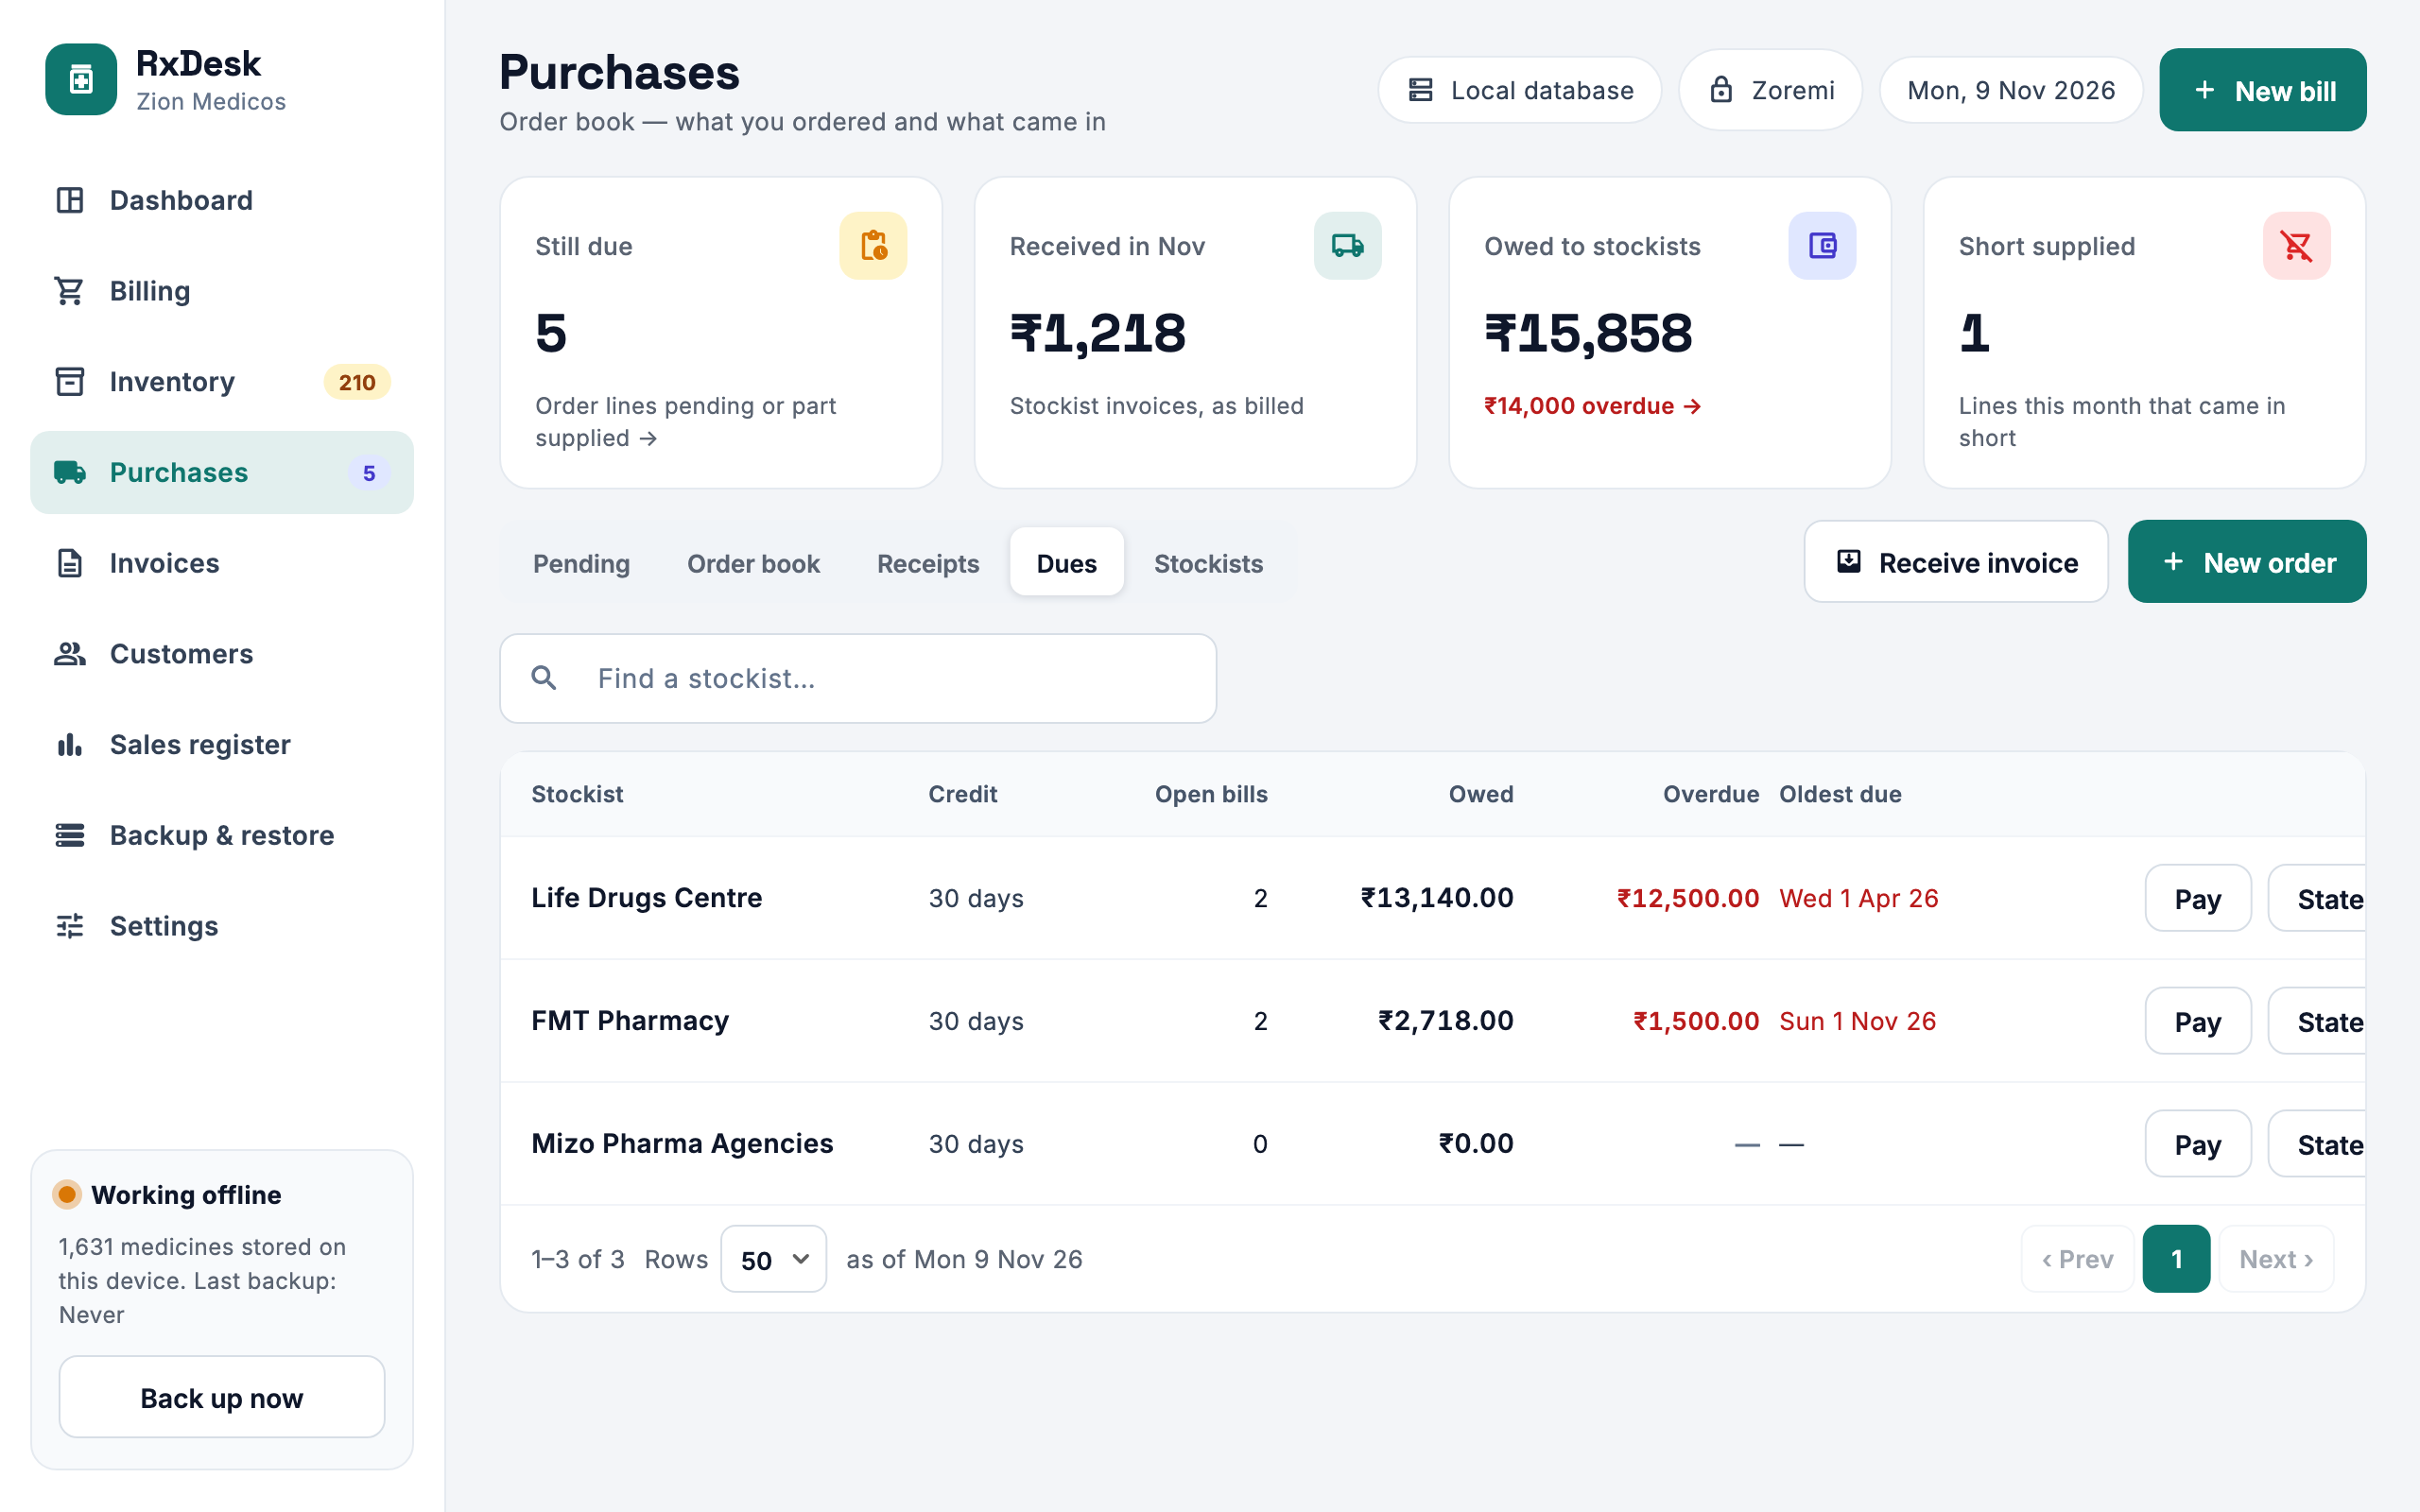 RxDesk
Zion Medicos
Dashboard
Billing
Inventory 210
Purchases 5
Invoices
Customers
Sales register
Backup & restore
Settings
Working offline
1,631 medicines stored on
this device. Last backup:
Never
Back up now
Purchases
Order book — what you ordered and what came in
Local database
Zoremi
Mon, 9 Nov 2026
+ New bill
Still due
5
Order lines pending or part
supplied →
Received in Nov
₹1,218
Stockist invoices, as billed
Owed to stockists
₹15,858
₹14,000 overdue →
Short supplied
1
Lines this month that came in
short
Pending Order book Receipts Dues Stockists
Receive invoice
+ New order
Find a stockist...
Stockist Credit Open bills Owed Overdue Oldest due
Life Drugs Centre 30 days 2 ₹13,140.00 ₹12,500.00 Wed 1 Apr 26 Pay State
FMT Pharmacy 30 days 2 ₹2,718.00 ₹1,500.00 Sun 1 Nov 26 Pay State
Mizo Pharma Agencies 30 days 0 ₹0.00 — — Pay State
1–3 of 3 Rows 50 as of Mon 9 Nov 26 ‹ Prev 1 Next ›